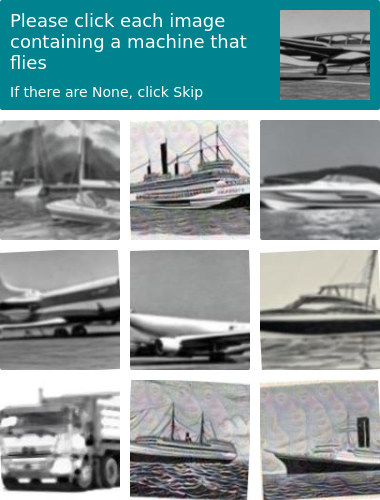 Please click each image
containing a machine that
flies
If there are None, click Skip